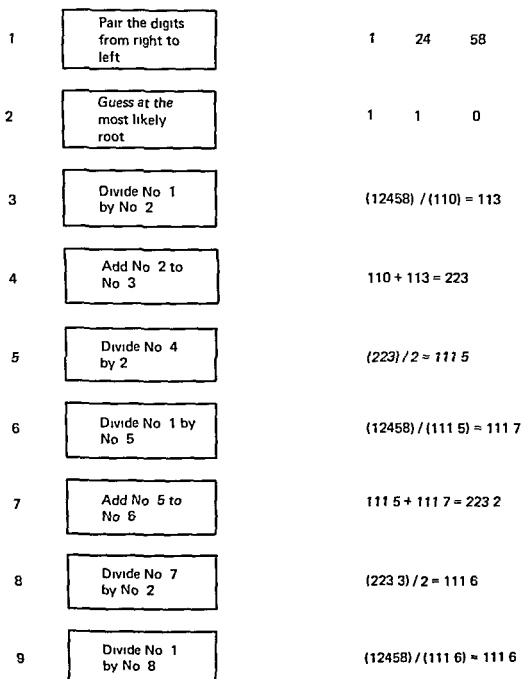 1
Pair the digits
from right to
left
1 24 58
2
Guess at the
most likely
root
1 1 0
3
Divide No 1
by No 2
(12458) / (110) = 113
4
Add No 2 to
No 3
110 + 113 = 223
5
Divide No 4
by 2
(223) / 2 = 111 5
6
Divide No 1 by
No 5
(12458) / (111 5) = 111 7
7
Add No 5 to
No 6
111 5 + 111 7 = 223 2
8
Divide No 7
by No 2
(223 3) / 2 = 111 6
9
Divide No 1
by No 8
(12458) / (111 6) = 111 6